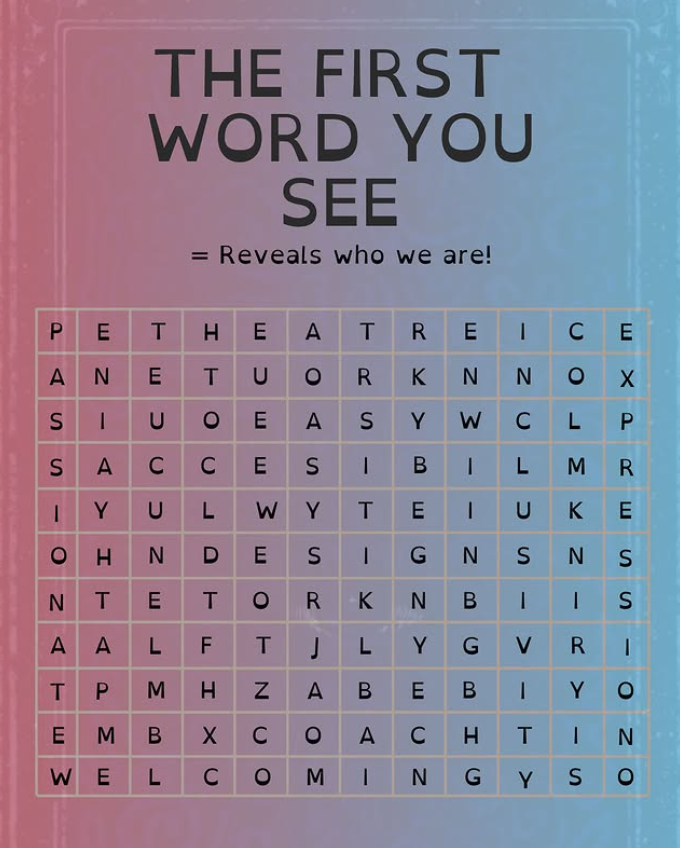 THE FIRST
WORD YOU
SEE
= Reveals who we are!
P E T H E A T R E I C E
A N E T U O R K N N O X
S I U O E A S Y W C L P
S A C C E S I B I L M R
I Y U L W Y T E I U K E
O H N D E S I G N S N S
N T E T O R K N B I I S
A A L F T J L Y G V R I
T P M H Z A B E B I Y O
E M B X C O A C H T I N
W E L C O M I N G Y S O